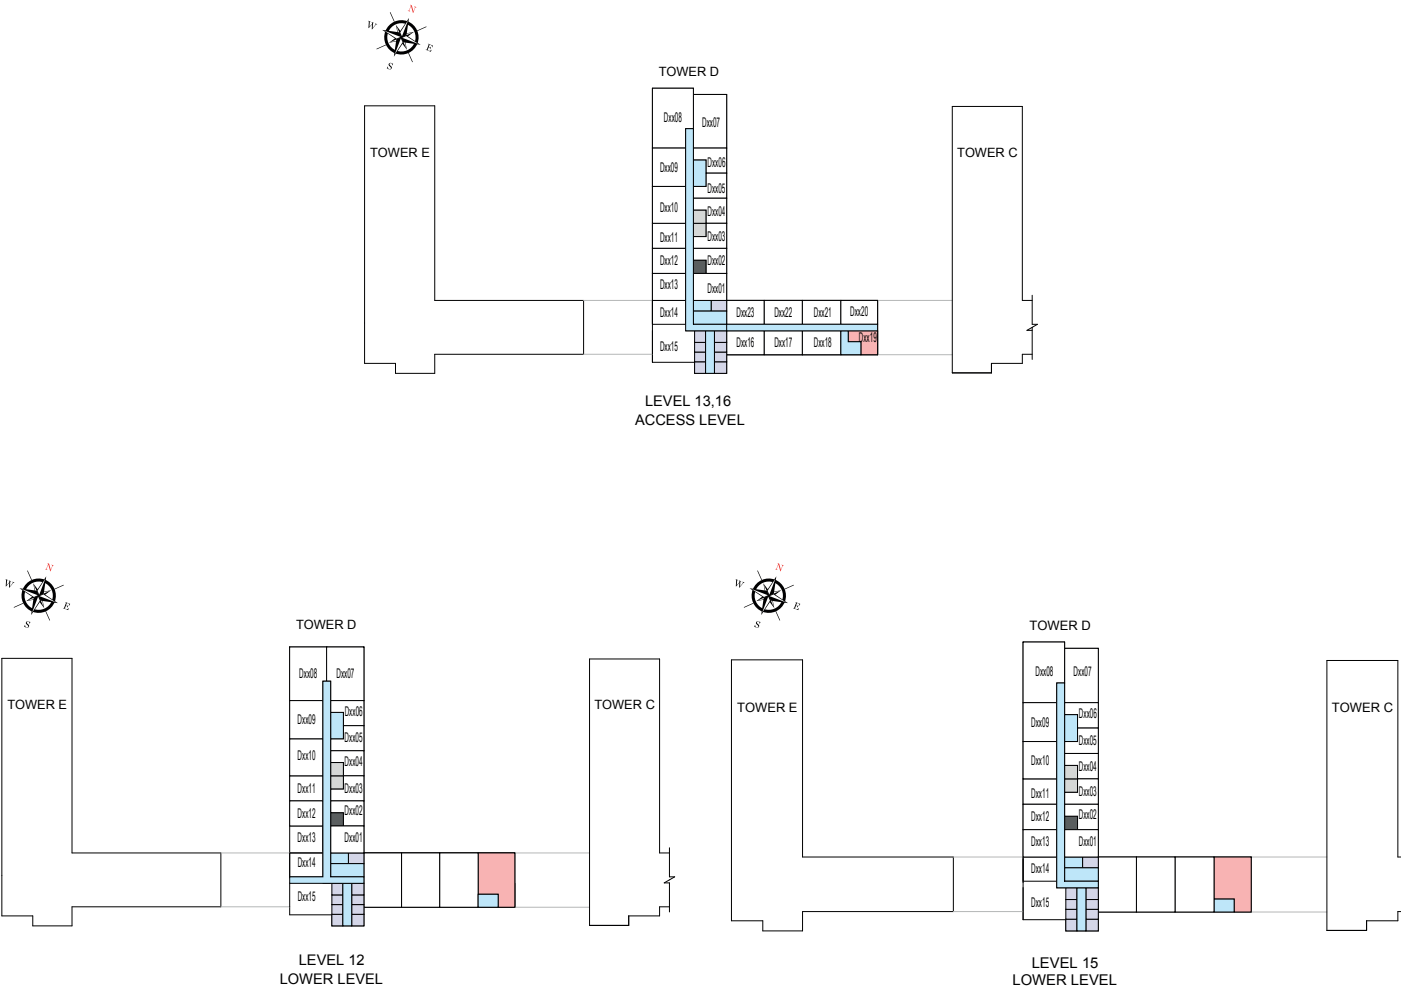 N
W
E
S
TOWER D
Dxx08
Dxx07
TOWER E
TOWER C
Dxx09
Dxx06
Dxx05
Dxx10
Dxx04
Dxx11
Dxx03
Dxx12
Dxx02
Dxx13
Dxx01
Dxx14
Dxx23
Dxx22
Dxx21
Dxx20
Dxx15
Dxx16
Dxx17
Dxx18
Dxx19
LEVEL 13,16
ACCESS LEVEL
N
W
E
S
TOWER D
Dxx08
Dxx07
TOWER E
TOWER C
Dxx09
Dxx06
Dxx05
Dxx10
Dxx04
Dxx11
Dxx03
Dxx12
Dxx02
Dxx13
Dxx01
Dxx14
Dxx15
LEVEL 12
LOWER LEVEL
N
W
E
S
TOWER D
Dxx08
Dxx07
TOWER E
TOWER C
Dxx09
Dxx06
Dxx05
Dxx10
Dxx04
Dxx11
Dxx03
Dxx12
Dxx02
Dxx13
Dxx01
Dxx14
Dxx15
LEVEL 15
LOWER LEVEL